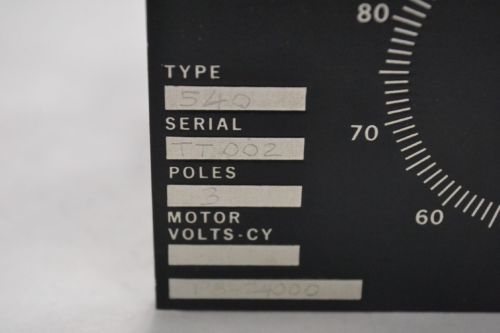 80
TYPE
540
SERIAL
TT002
70
POLES
3
60
MOTOR
VOLTS-CY